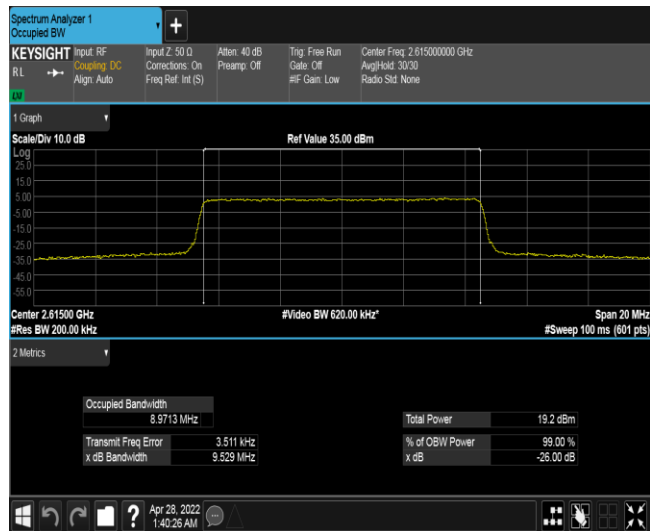 Spectrum Analyzer 1
Occupied BW
+
KEYSIGHT Input: RF Input Z: 50 Ω Atten: 40 dB Trig: Free Run Center Freq: 2.615000000 GHz
RL Coupling: DC Corrections: On Preamp: Off Gate: Off Avg|Hold: 30/30
Align: Auto Freq Ref: Int (S) #IF Gain: Low Radio Std: None
1 Graph
Scale/Div 10.0 dB Ref Value 35.00 dBm
Log
25.0
15.0
5.00
-5.00
-15.0
-25.0
-35.0
-45.0
-55.0
Center 2.61500 GHz #Video BW 620.00 kHz* Span 20 MHz
#Res BW 200.00 kHz #Sweep 100 ms (601 pts)
2 Metrics
Occupied Bandwidth
8.9713 MHz Total Power 19.2 dBm
Transmit Freq Error 3.511 kHz % of OBW Power 99.00 %
x dB Bandwidth 9.529 MHz x dB -26.00 dB
? Apr 28, 2022
1:40:26 AM